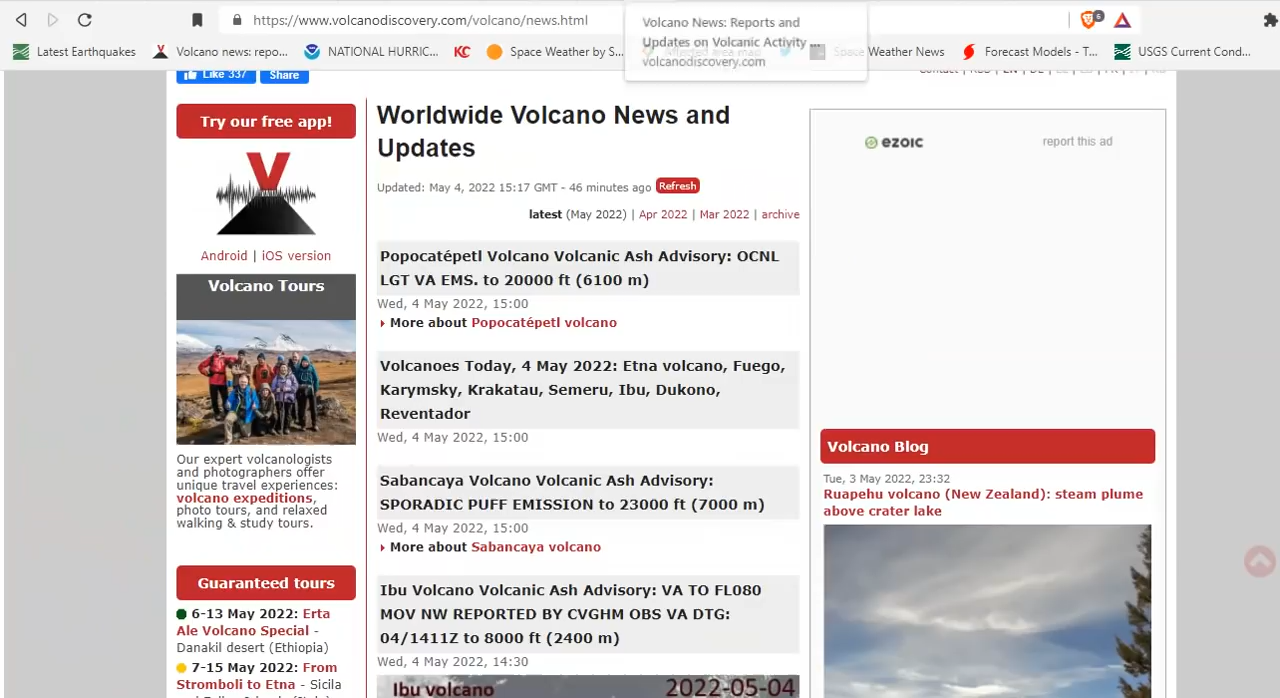 https://www.volcanodiscovery.com/volcano/news.html
6
Volcano News: Reports and
Updates on Volcanic Activity ...
volcanodiscovery.com
Latest Earthquakes
Volcano news: repo...
NATIONAL HURRIC...
KC
Space Weather by S...
Affected area map
Space Weather News
Forecast Models - T...
USGS Current Cond...
Like 337
Share
Contact | RSS | EN | DE
Try our free app!
V
Android | iOS version
Volcano Tours
Our expert volcanologists
and photographers offer
unique travel experiences:
volcano expeditions,
photo tours, and relaxed
walking & study tours.
Guaranteed tours
6-13 May 2022: Erta
Ale Volcano Special -
Danakil desert (Ethiopia)
7-15 May 2022: From
Stromboli to Etna - Sicila
Worldwide Volcano News and
Updates
Updated: May 4, 2022 15:17 GMT - 46 minutes ago Refresh
latest (May 2022) | Apr 2022 | Mar 2022 | archive
Popocatépetl Volcano Volcanic Ash Advisory: OCNL
LGT VA EMS. to 20000 ft (6100 m)
Wed, 4 May 2022, 15:00
More about Popocatépetl volcano
Volcanoes Today, 4 May 2022: Etna volcano, Fuego,
Karymsky, Krakatau, Semeru, Ibu, Dukono,
Reventador
Wed, 4 May 2022, 15:00
Sabancaya Volcano Volcanic Ash Advisory:
SPORADIC PUFF EMISSION to 23000 ft (7000 m)
Wed, 4 May 2022, 15:00
More about Sabancaya volcano
Ibu Volcano Volcanic Ash Advisory: VA TO FL080
MOV NW REPORTED BY CVGHM OBS VA DTG:
04/1411Z to 8000 ft (2400 m)
Wed, 4 May 2022, 14:30
Ibu volcano 2022-05-04
ezoic
report this ad
Volcano Blog
Tue, 3 May 2022, 23:32
Ruapehu volcano (New Zealand): steam plume
above crater lake